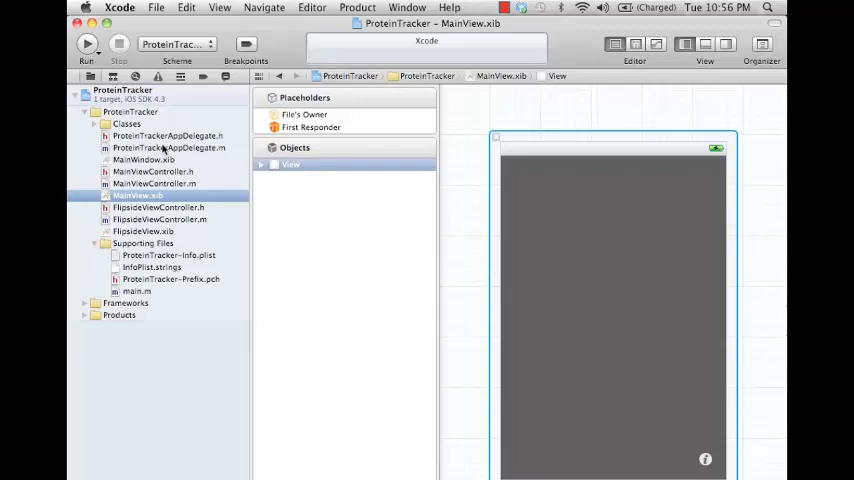 Xcode File Edit View Navigate Editor Product Window Help (Charged) Tue 10:56 PM
ProteinTracker – MainView.xib
Run Stop ProteinTrac... Scheme Breakpoints Xcode Editor View Organizer
ProteinTracker ProteinTracker MainView.xib View
ProteinTracker
1 target, iOS SDK 4.3
ProteinTracker
Classes
ProteinTrackerAppDelegate.h
ProteinTrackerAppDelegate.m
MainWindow.xib
MainViewController.h
MainViewController.m
MainView.xib
FlipsideViewController.h
FlipsideViewController.m
FlipsideView.xib
Supporting Files
ProteinTracker-Info.plist
InfoPlist.strings
ProteinTracker-Prefix.pch
main.m
Frameworks
Products
Placeholders
File's Owner
First Responder
Objects
View